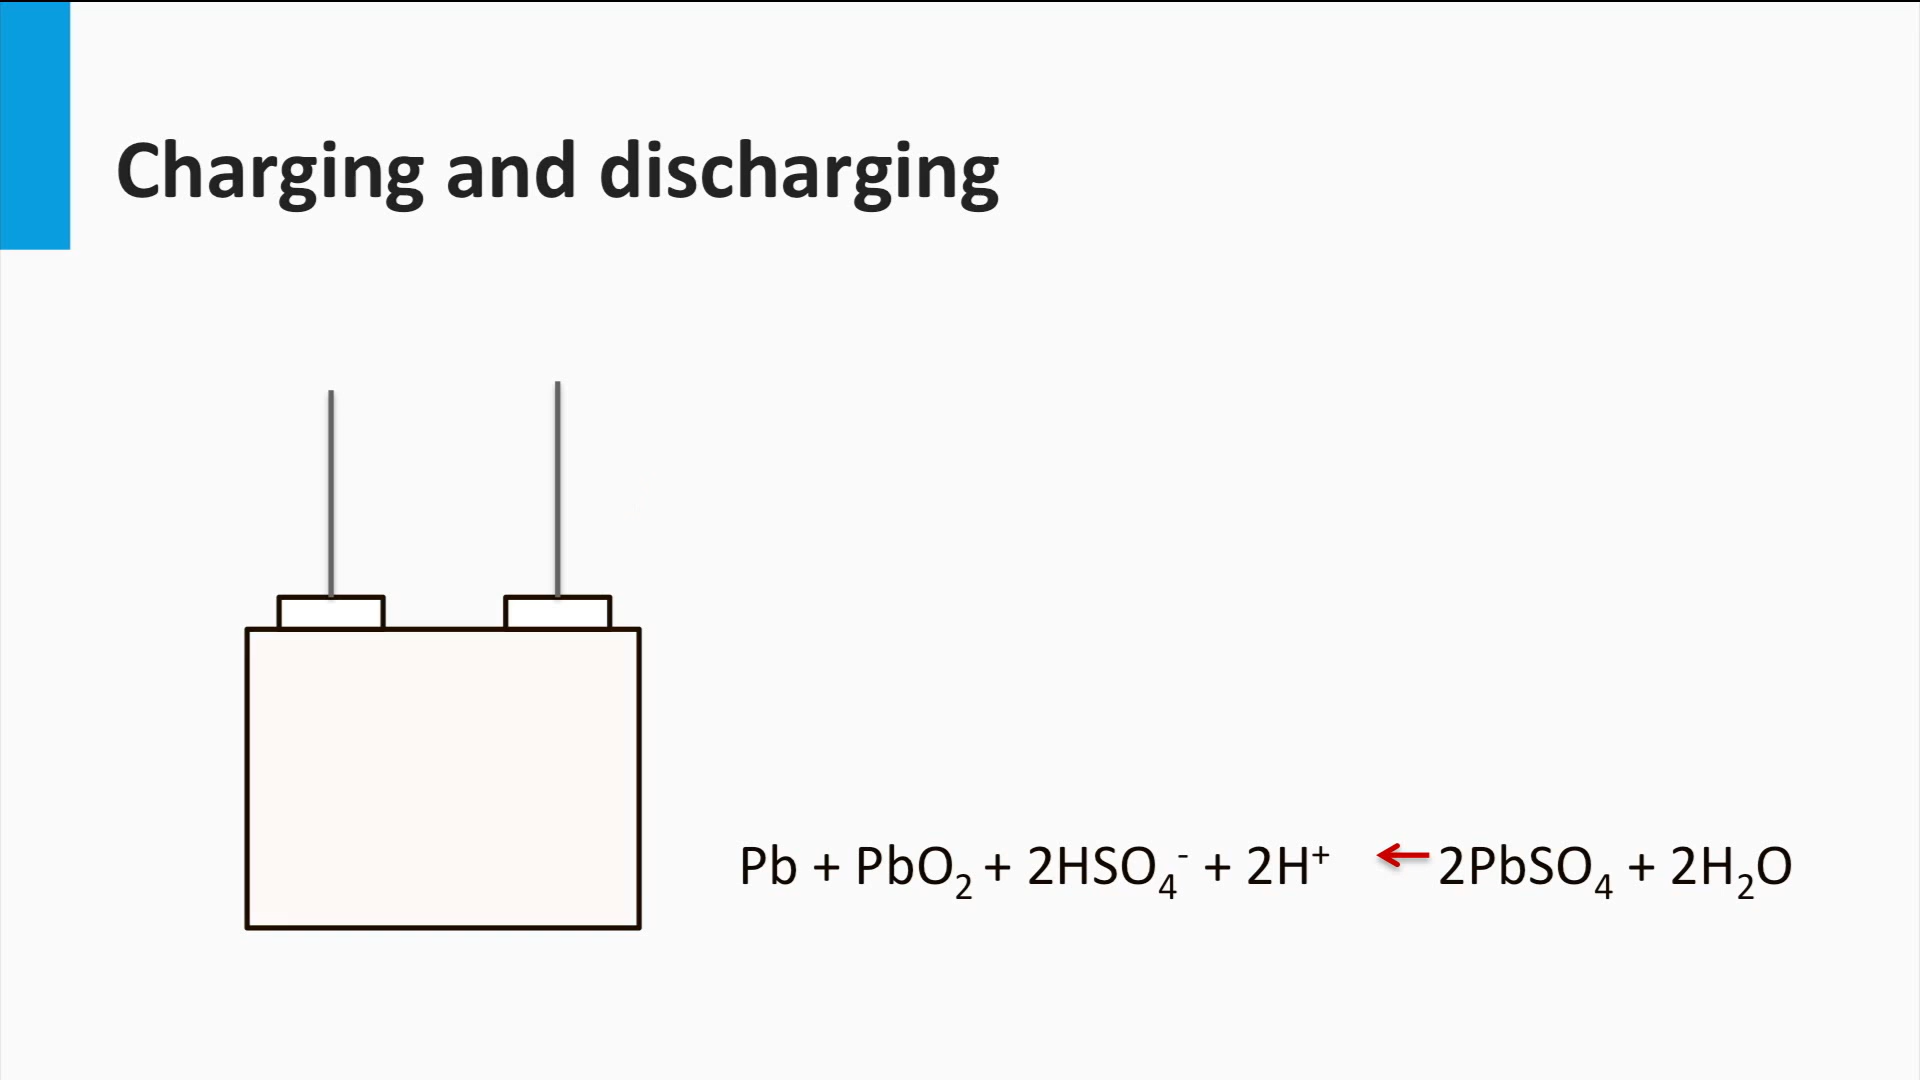 Charging and discharging
Pb + PbO₂ + 2HSO₄⁻ + 2H⁺ ← 2PbSO₄ + 2H₂O